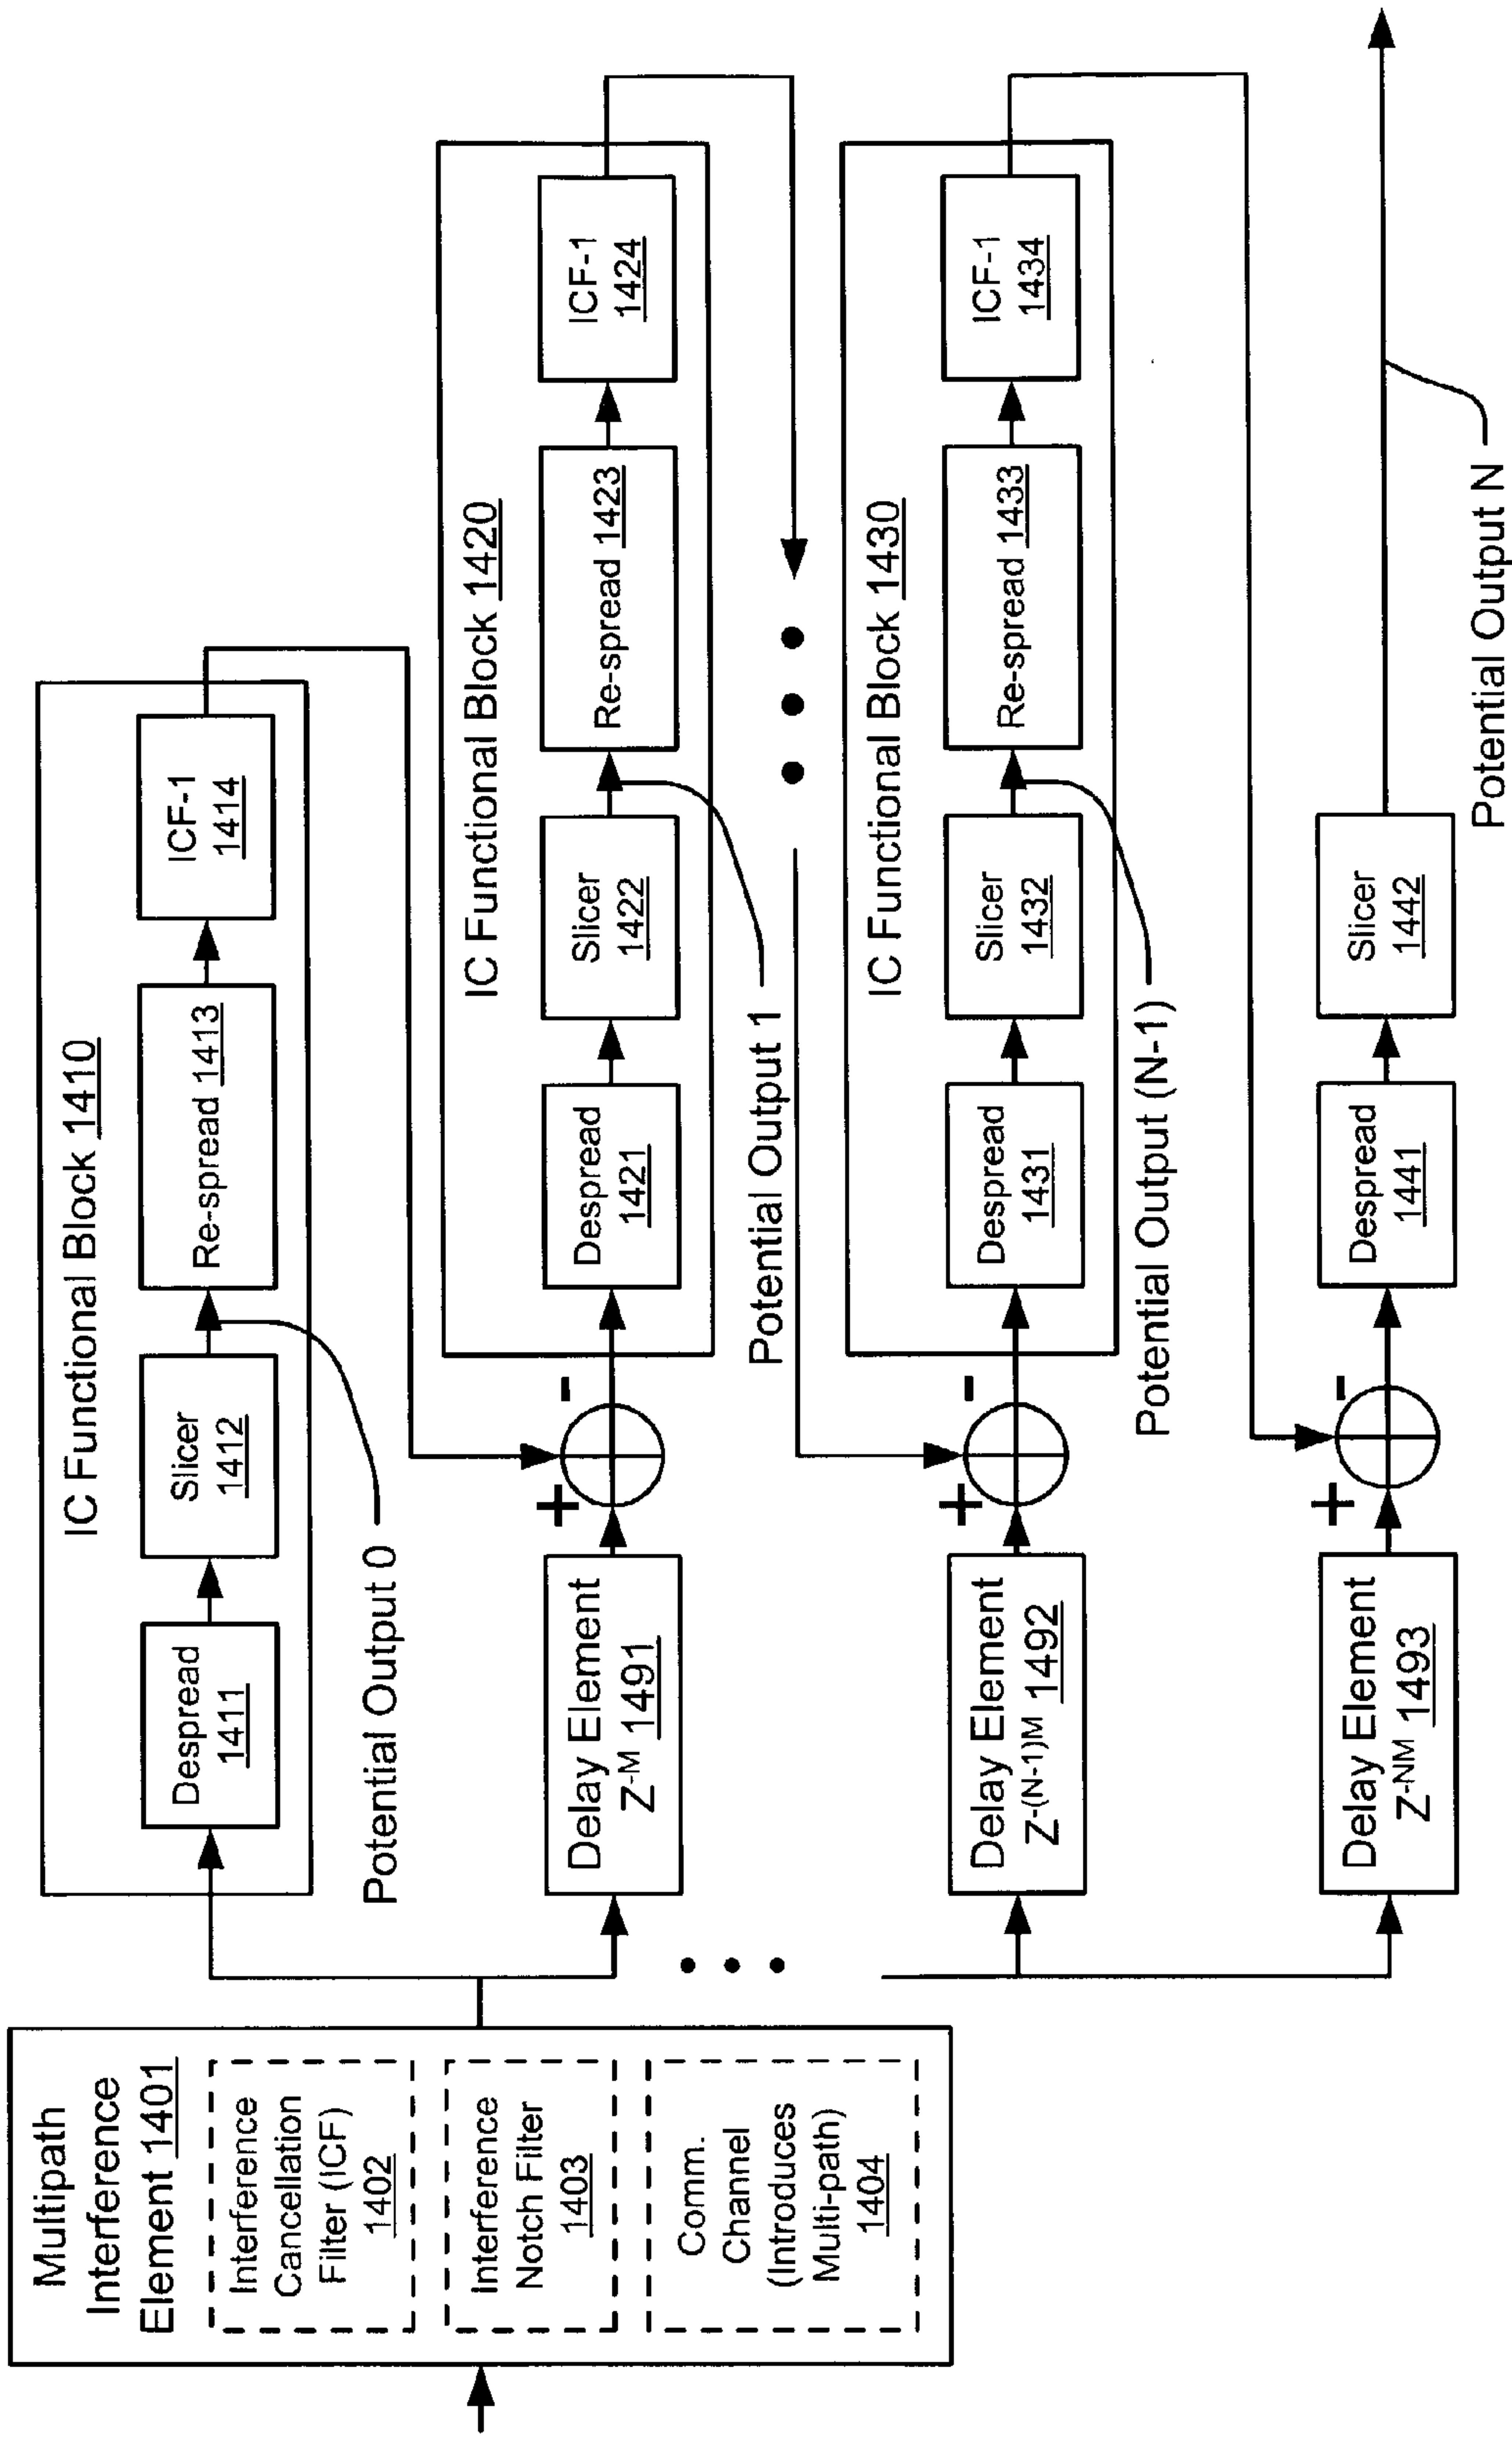 Multipath
Interference
Element 1401
Interference
Cancellation
Filter (ICF)
1402
Interference
Notch Filter
1403
Comm.
Channel
(Introduces
Multi-path)
1404
IC Functional Block 1410
Despread
1411
Slicer
1412
Re-spread 1413
ICF-1
1414
Potential Output 0
Delay Element
Z-M 1491
+
-
IC Functional Block 1420
Despread
1421
Slicer
1422
Re-spread 1423
ICF-1
1424
Potential Output 1
Delay Element
Z-(N-1)M 1492
+
-
IC Functional Block 1430
Despread
1431
Slicer
1432
Re-spread 1433
ICF-1
1434
Potential Output (N-1)
Delay Element
Z-NM 1493
+
-
Despread
1441
Slicer
1442
Potential Output N